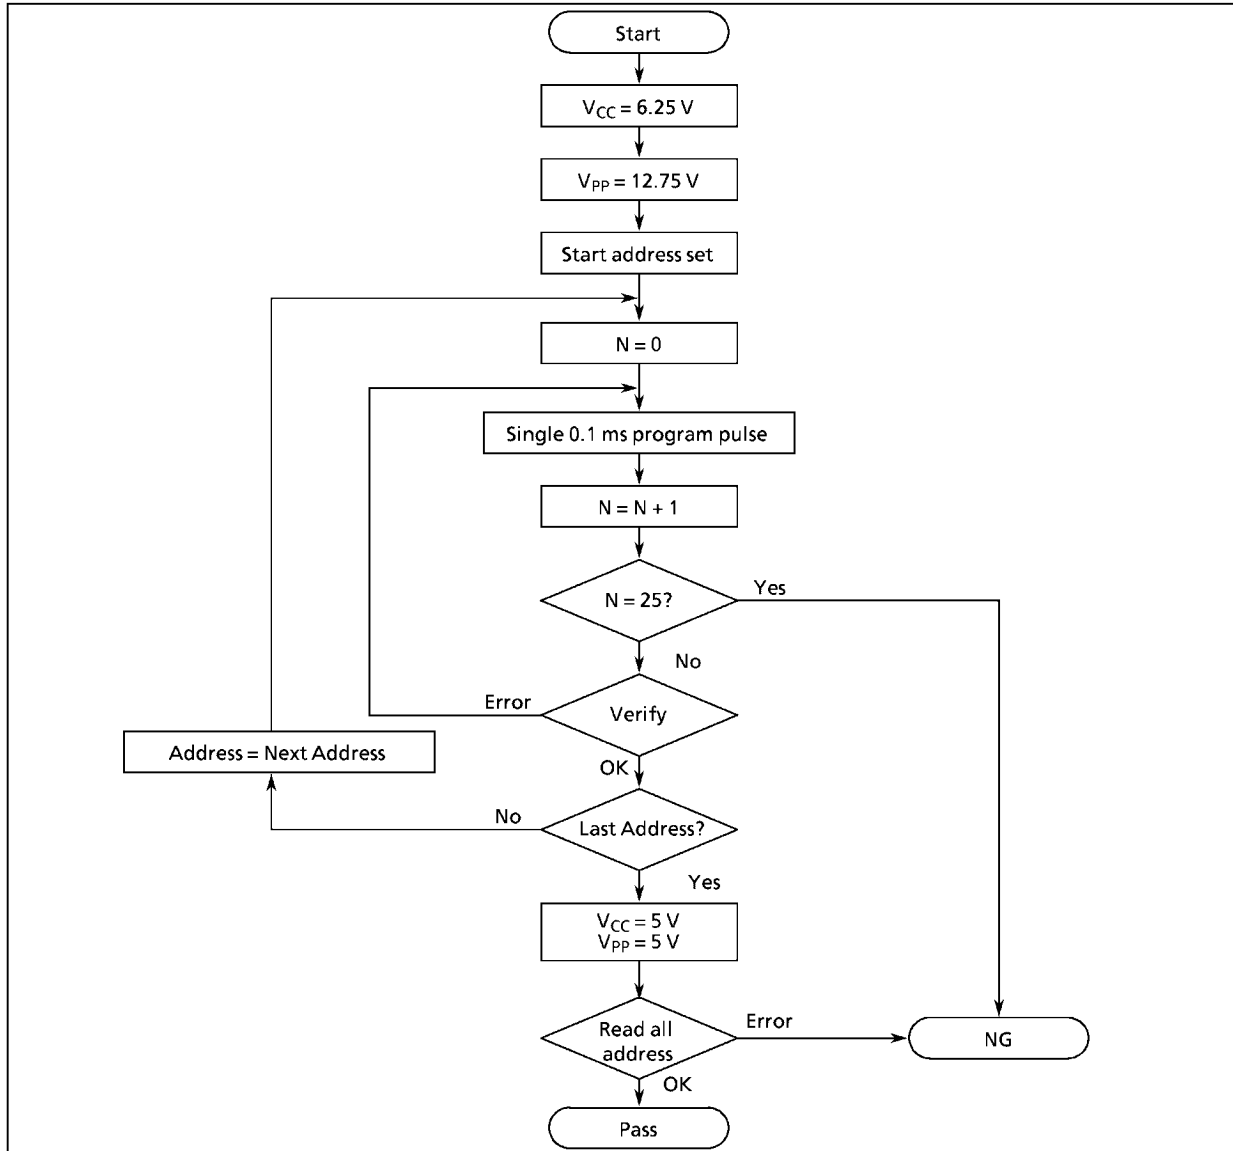 Start
VCC = 6.25 V
VPP = 12.75 V
Start address set
N = 0
Single 0.1 ms program pulse
N = N + 1
N = 25?
Yes
No
Verify
Error
Address = Next Address
OK
Last Address?
No
Yes
VCC = 5 V
VPP = 5 V
Read all
address
Error
NG
OK
Pass